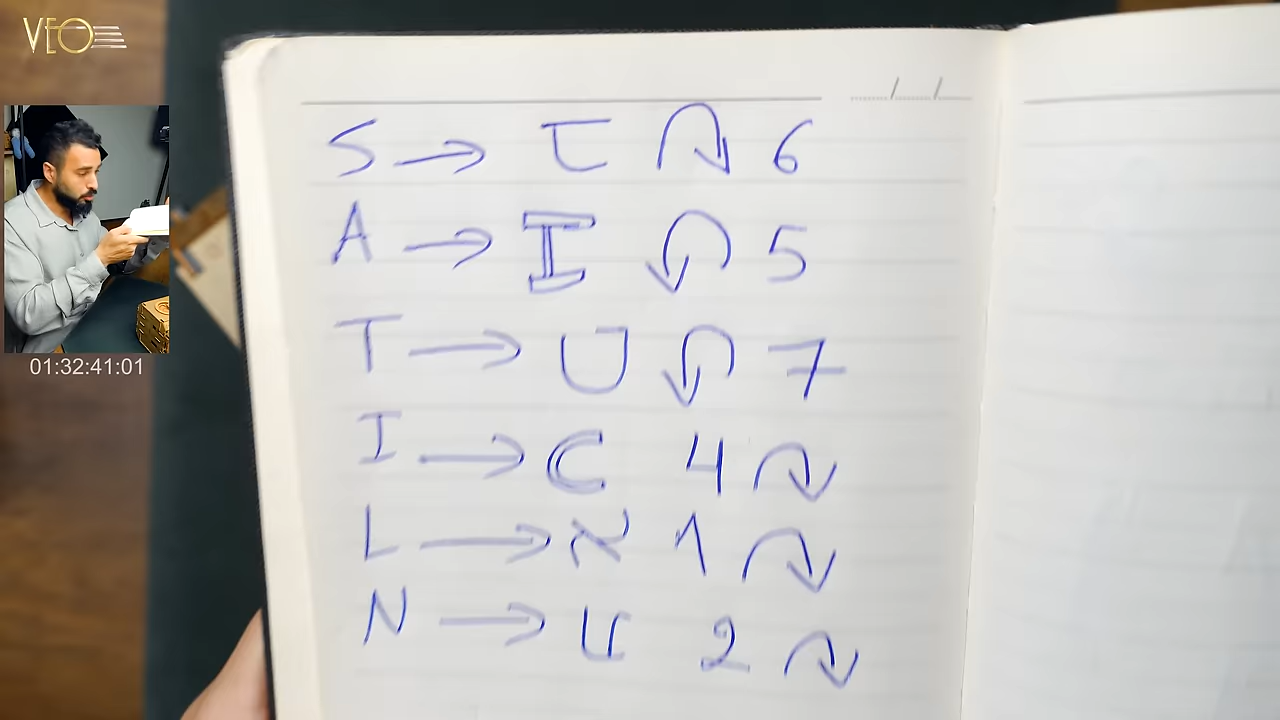 VEO
01:32:41:01
S → ↷ 6
A → I ↶ 5
T → U ↶ 7
I → C 4 ↷
L → 1 ↷
N → 2 ↷